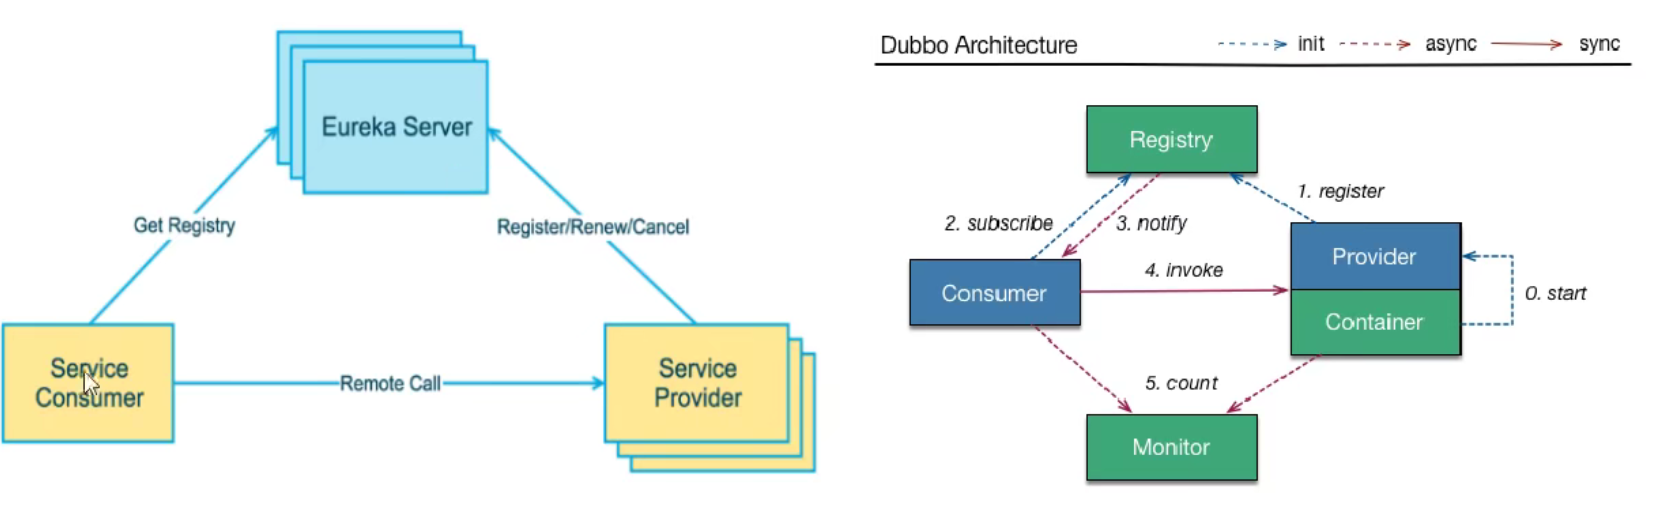 Eureka Server
Get Registry
Register/Renew/Cancel
Service
Consumer
Remote Call
Service
Provider
Dubbo Architecture
init
async
sync
Registry
1. register
2. subscribe
3. notify
Provider
4. invoke
Consumer
0. start
Container
5. count
Monitor